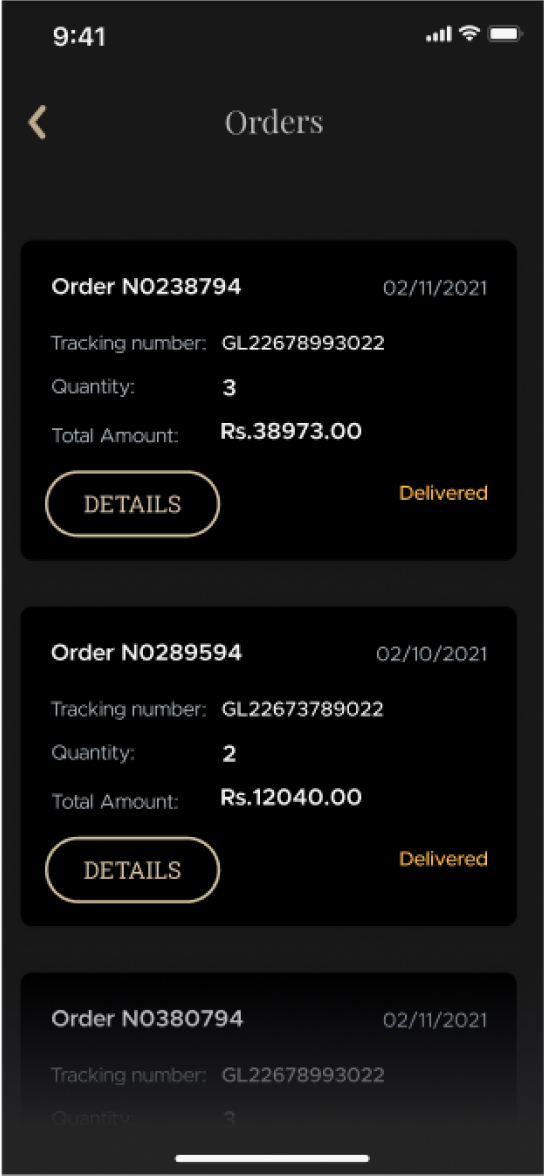 9:41
Orders
Order N0238794 02/11/2021
Tracking number: GL22678993022
Quantity: 3
Total Amount: Rs.38973.00
DETAILS Delivered
Order N0289594 02/10/2021
Tracking number: GL22673789022
Quantity: 2
Total Amount: Rs.12040.00
DETAILS Delivered
Order N0380794 02/11/2021
Tracking number: GL22678993022
Quantity: 3